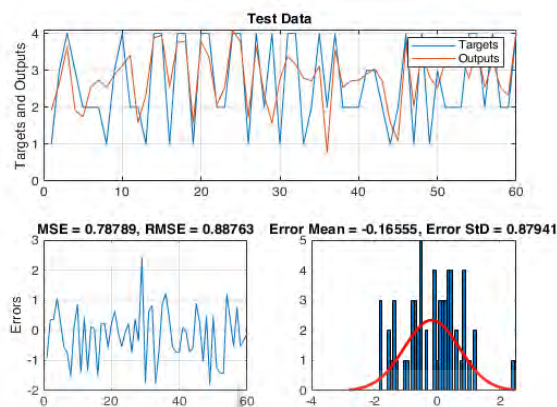 Test Data
Targets and Outputs
4
3
2
1
0
Targets
Outputs
0 10 20 30 40 50 60
MSE = 0.78789, RMSE = 0.88763
Errors
3
2
1
0
-1
-2
0 20 40 60
Error Mean = -0.16555, Error StD = 0.87941
5
4
3
2
1
0
-4 -2 0 2